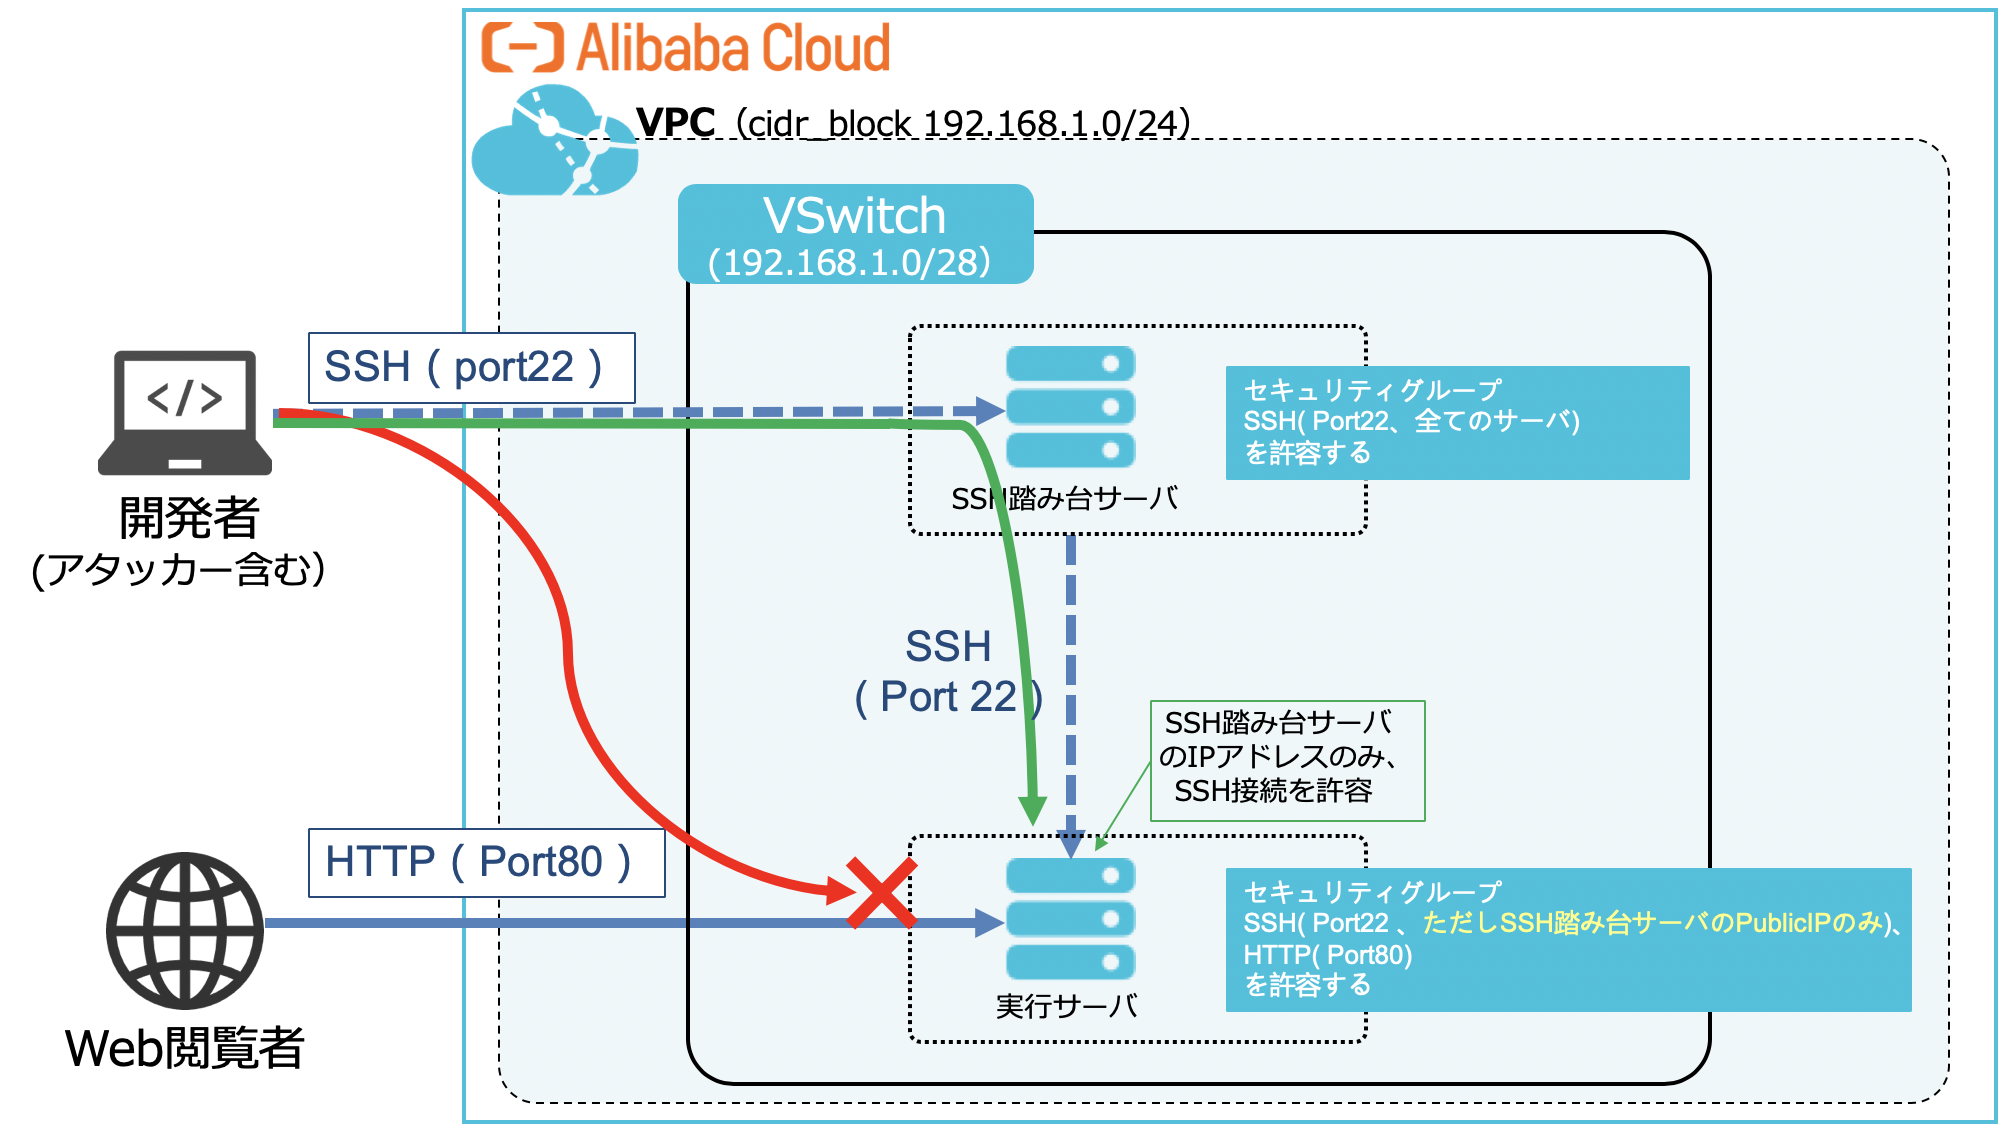 Alibaba Cloud
VPC（cidr_block 192.168.1.0/24）
VSwitch
（192.168.1.0/28）
SSH ( port22 )
</>
開発者
(アタッカー含む）
セキュリティグループ
SSH( Port22、全てのサーバ)
を許容する
SSH踏み台サーバ
SSH
( Port 22 )
SSH踏み台サーバ
のIPアドレスのみ、
SSH接続を許容
HTTP ( Port80 )
Web閲覧者
セキュリティグループ
SSH( Port22 、ただしSSH踏み台サーバのPublicIPのみ)、
HTTP( Port80)
を許容する
実行サーバ